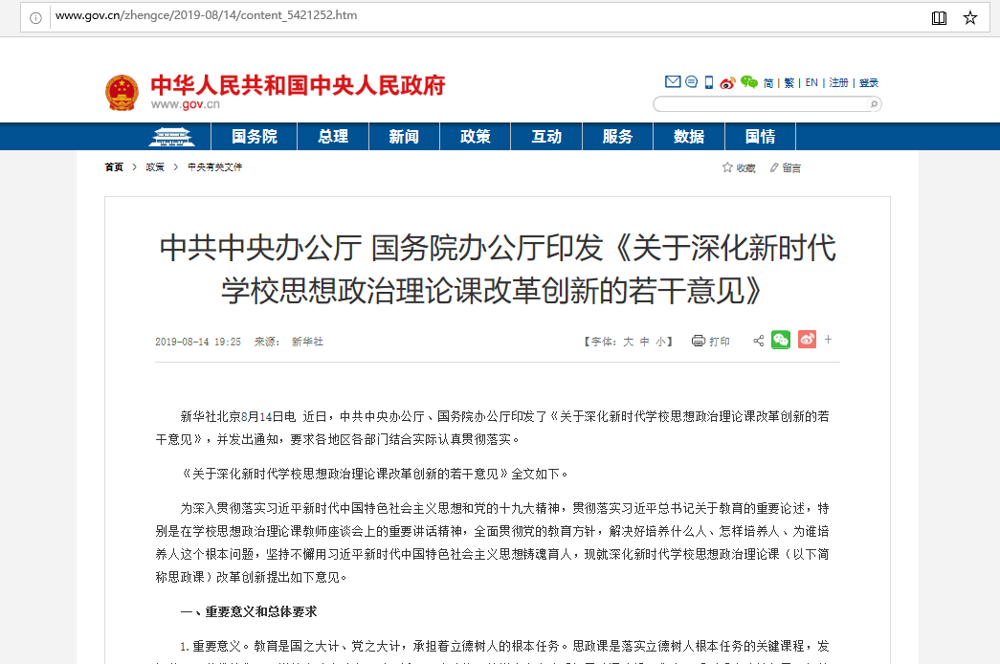 www.gov.cn/zhengce/2019-08/14/content_5421252.htm
中华人民共和国中央人民政府
www.gov.cn
简 | 繁 | EN | 注册 | 登录
国务院 总理 新闻 政策 互动 服务 数据 国情
首页 > 政策 > 中央有关文件
收藏 留言
中共中央办公厅 国务院办公厅印发《关于深化新时代
学校思想政治理论课改革创新的若干意见》
2019-08-14 19:25 来源： 新华社
【字体：大 中 小】 打印
新华社北京8月14日电 近日，中共中央办公厅、国务院办公厅印发了《关于深化新时代学校思想政治理论课改革创新的若
干意见》，并发出通知，要求各地区各部门结合实际认真贯彻落实。
《关于深化新时代学校思想政治理论课改革创新的若干意见》全文如下。
为深入贯彻落实习近平新时代中国特色社会主义思想和党的十九大精神，贯彻落实习近平总书记关于教育的重要论述，特
别是在学校思想政治理论课教师座谈会上的重要讲话精神，全面贯彻党的教育方针，解决好培养什么人、怎样培养人、为谁培
养人这个根本问题，坚持不懈用习近平新时代中国特色社会主义思想铸魂育人，现就深化新时代学校思想政治理论课（以下简
称思政课）改革创新提出如下意见。
一、重要意义和总体要求
1.重要意义。教育是国之大计、党之大计，承担着立德树人的根本任务。思政课是落实立德树人根本任务的关键课程，发